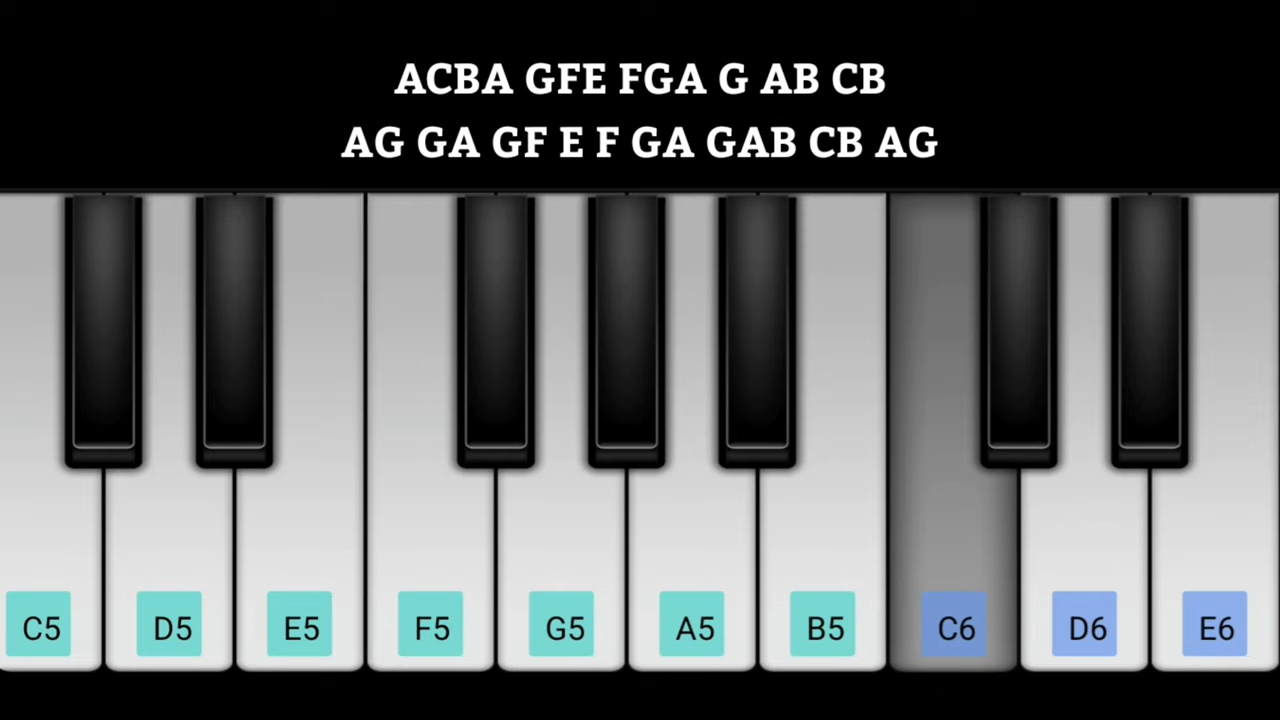 ACBA GFE FGA G AB CB
AG GA GF E F GA GAB CB AG
C5 D5 E5 F5 G5 A5 B5 C6 D6 E6